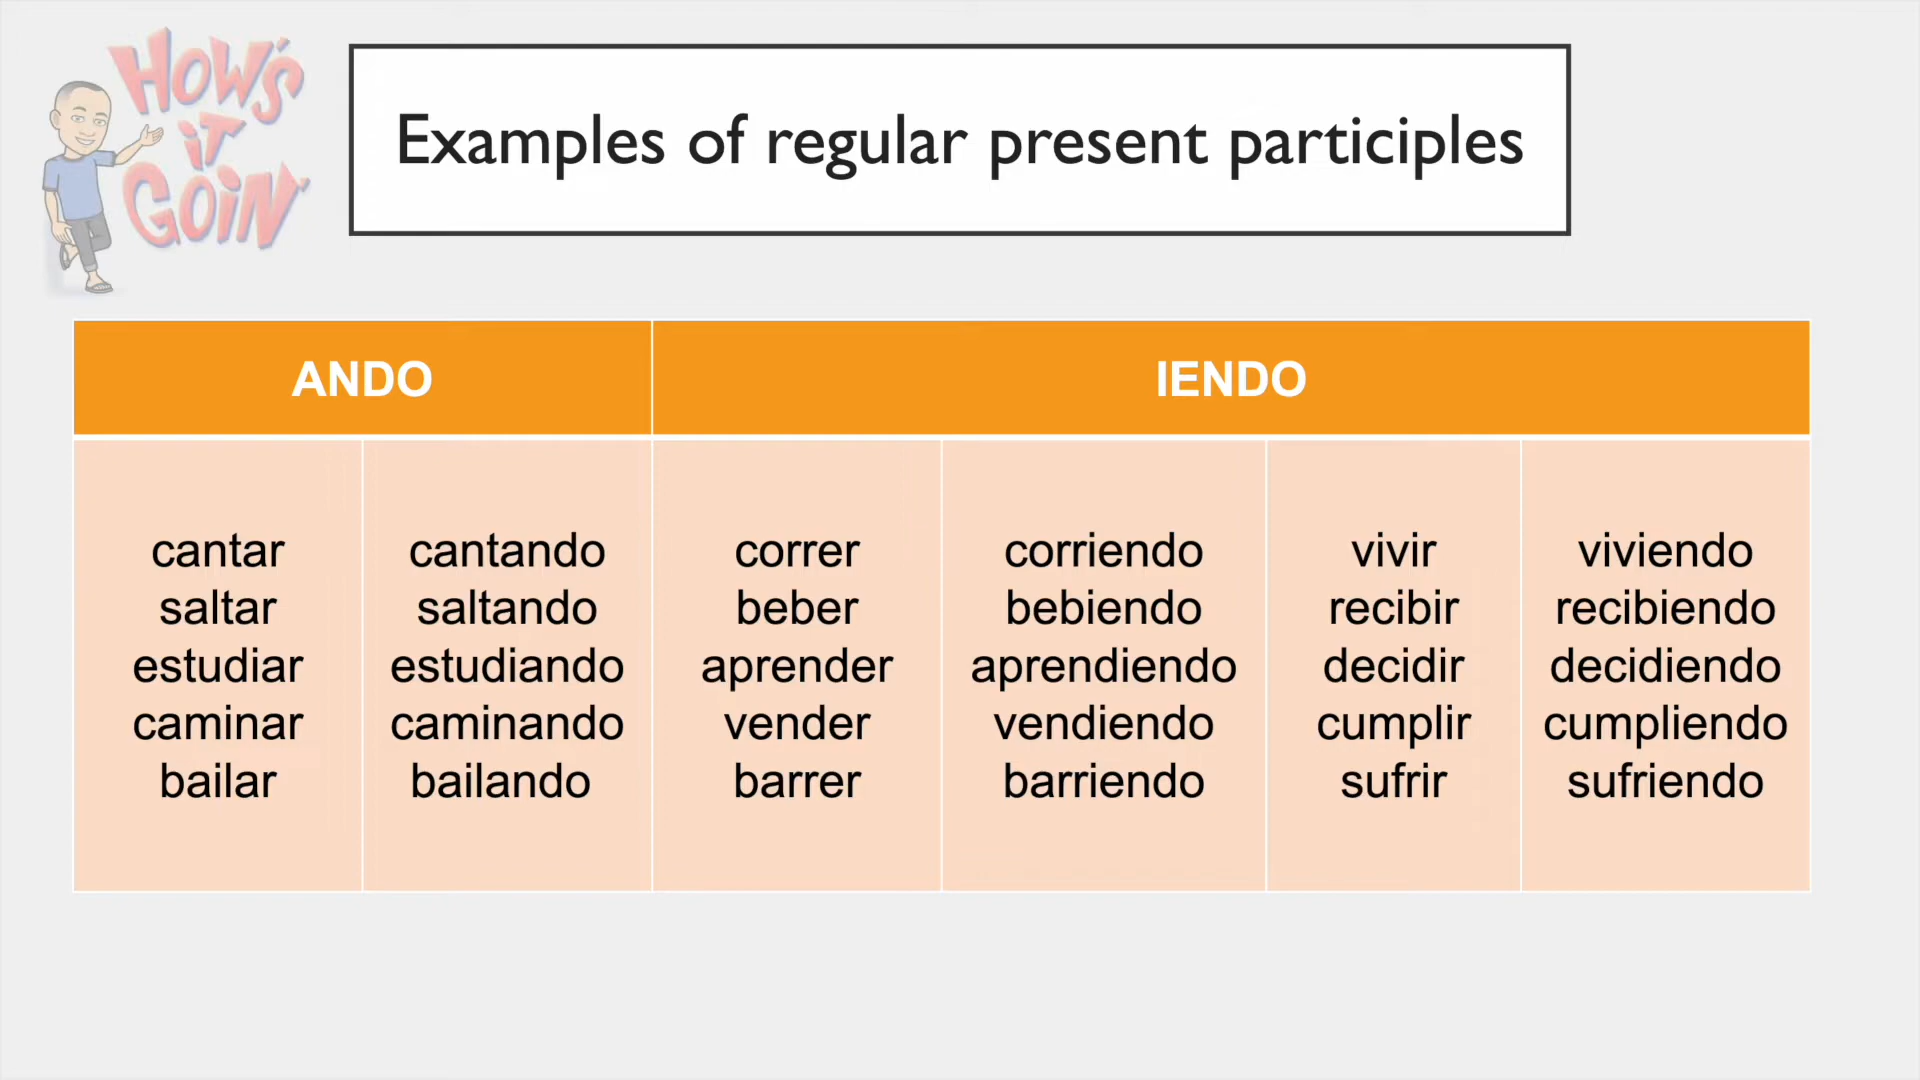 HOW'S
iT
GOiN'
Examples of regular present participles
ANDO IENDO
cantar cantando correr corriendo vivir viviendo
saltar saltando beber bebiendo recibir recibiendo
estudiar estudiando aprender aprendiendo decidir decidiendo
caminar caminando vender vendiendo cumplir cumpliendo
bailar bailando barrer barriendo sufrir sufriendo